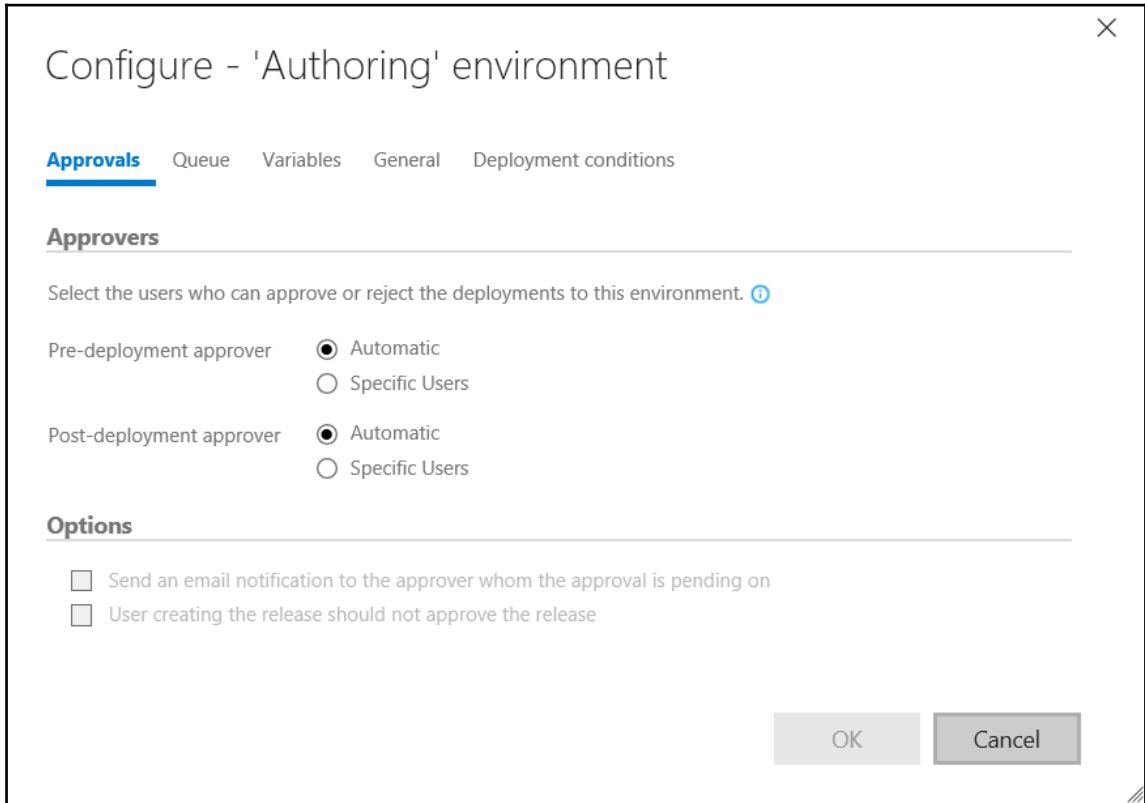 Configure - 'Authoring' environment
Approvals Queue Variables General Deployment conditions
Approvers
Select the users who can approve or reject the deployments to this environment.
Pre-deployment approver Automatic
Specific Users
Post-deployment approver Automatic
Specific Users
Options
Send an email notification to the approver whom the approval is pending on
User creating the release should not approve the release
OK Cancel